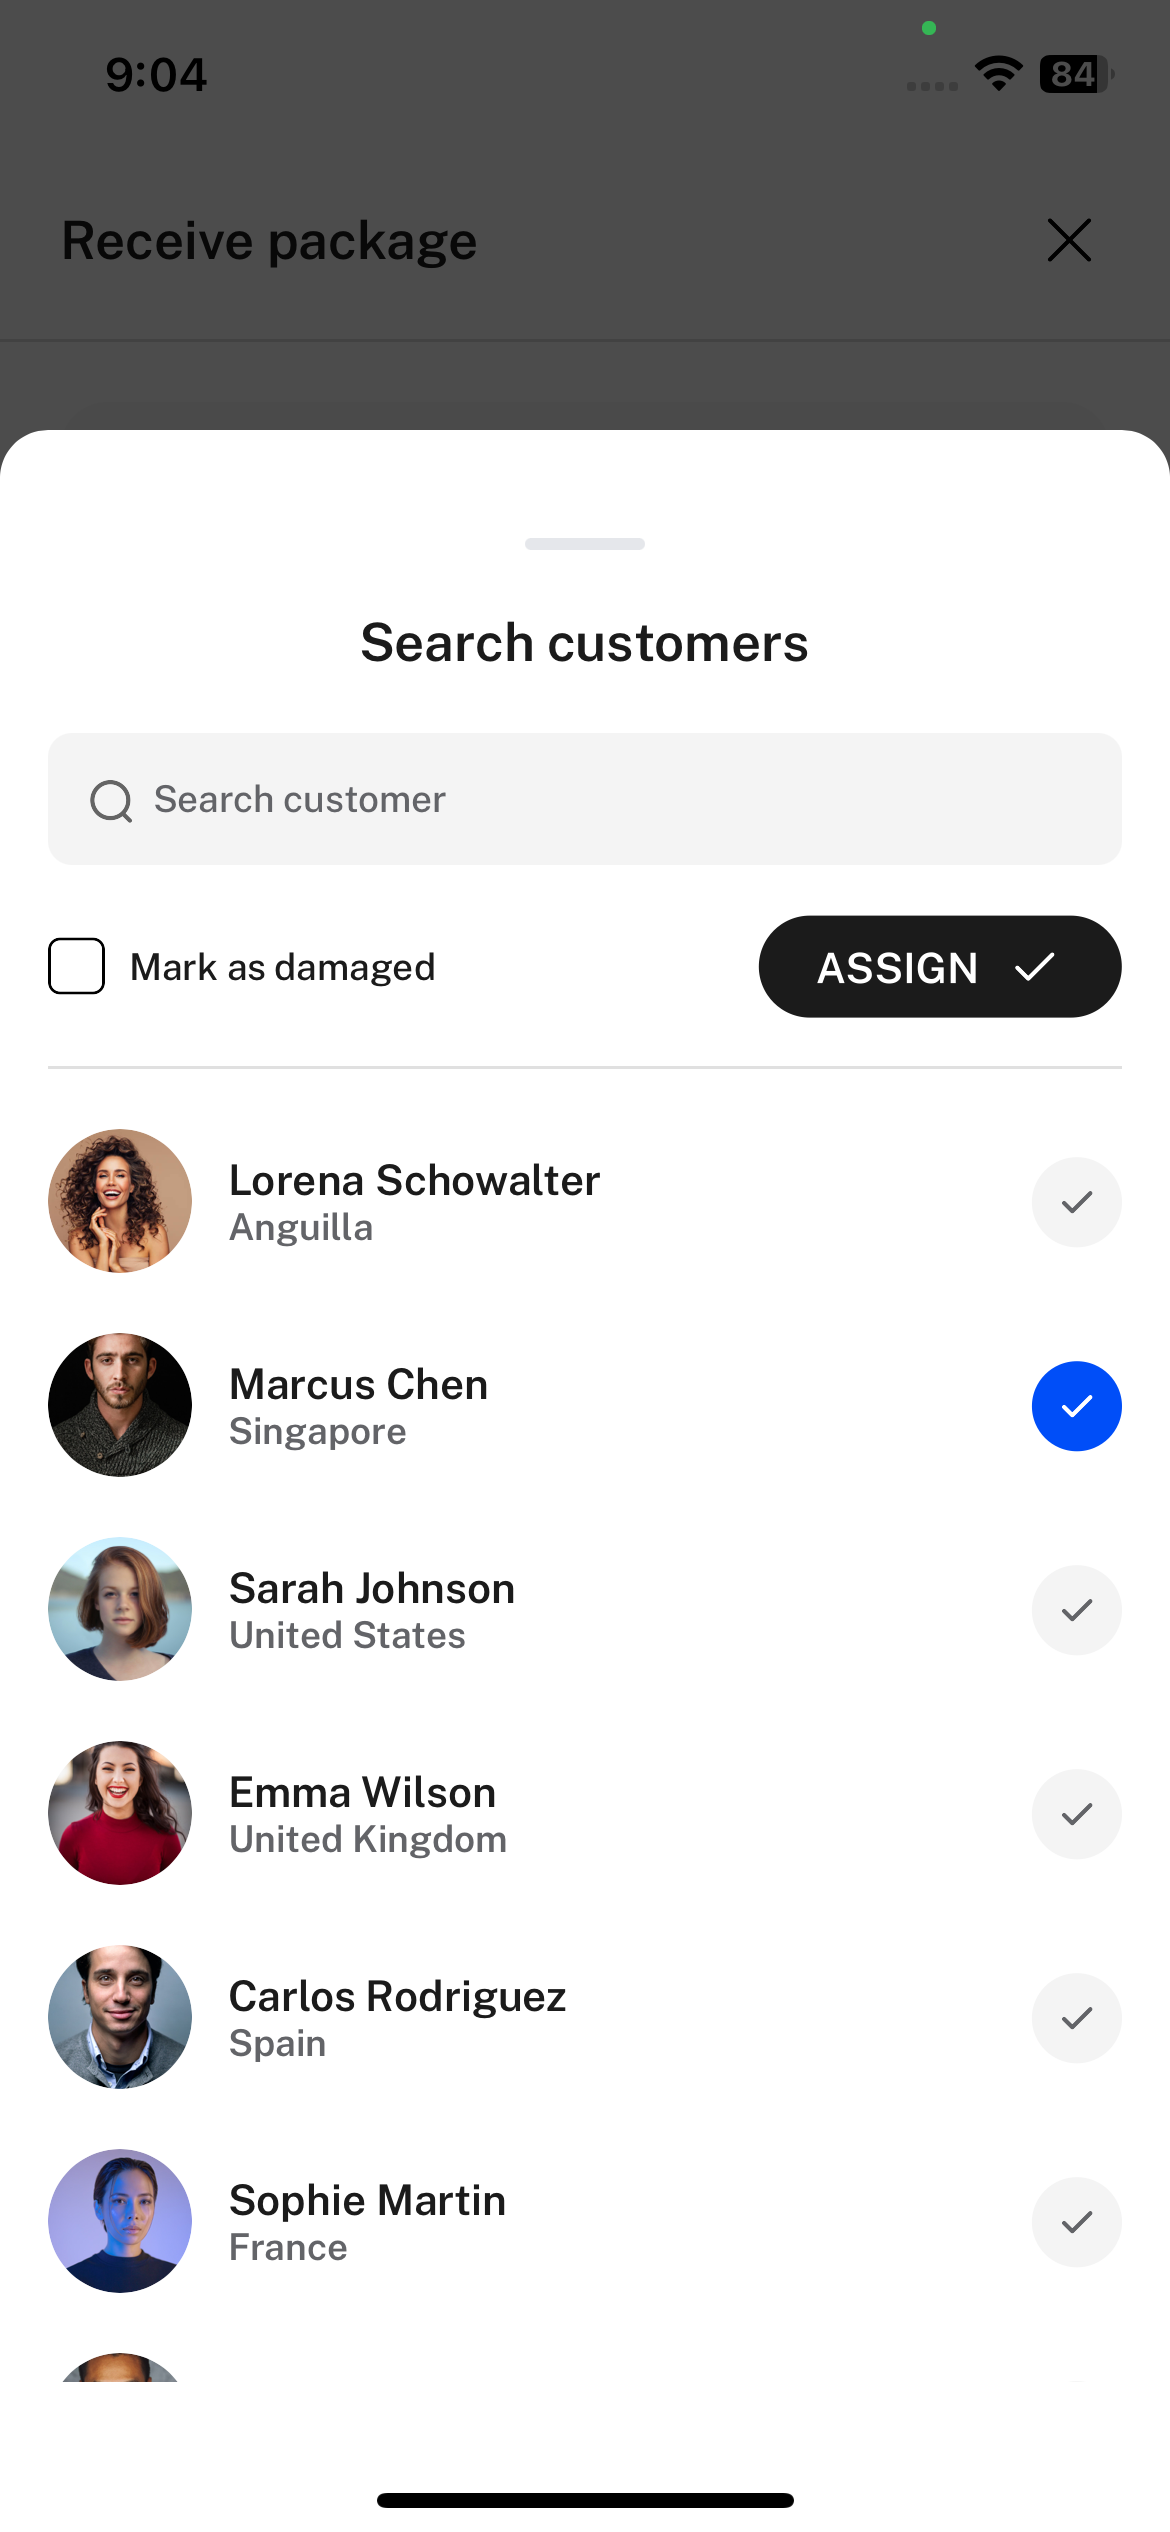 9:04
84
Receive package
Search customers
Search customer
Mark as damaged
ASSIGN
Lorena Schowalter
Anguilla
Marcus Chen
Singapore
Sarah Johnson
United States
Emma Wilson
United Kingdom
Carlos Rodriguez
Spain
Sophie Martin
France